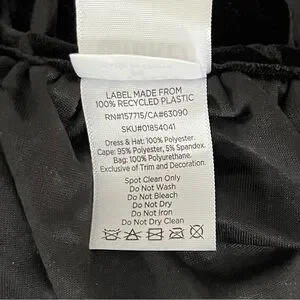 LABEL MADE FROM
100% RECYCLED PLASTIC
RN#157715/CA#63090
SKU#01854041
Dress & Hat: 100% Polyester.
Cape: 95% Polyester, 5% Spandex.
Bag: 100% Polyurethane.
Exclusive of Trim and Decoration.
Spot Clean Only
Do Not Wash
Do Not Bleach
Do Not Dry
Do Not Iron
Do Not Dry Clean